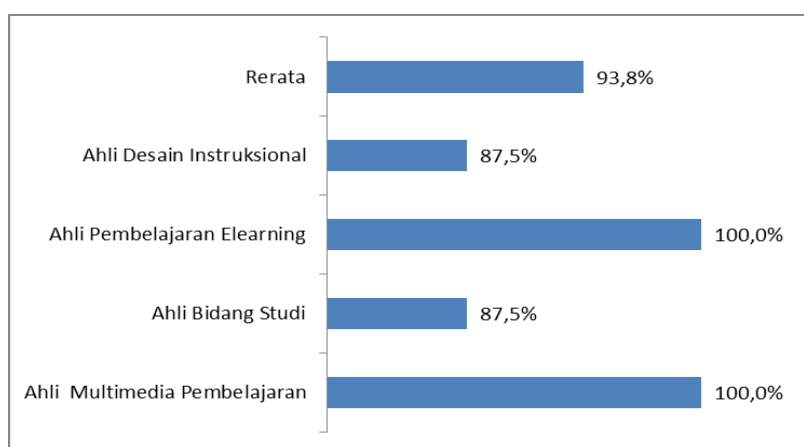 Rerata 93,8%
Ahli Desain Instruksional 87,5%
Ahli Pembelajaran Elearning 100,0%
Ahli Bidang Studi 87,5%
Ahli  Multimedia Pembelajaran 100,0%